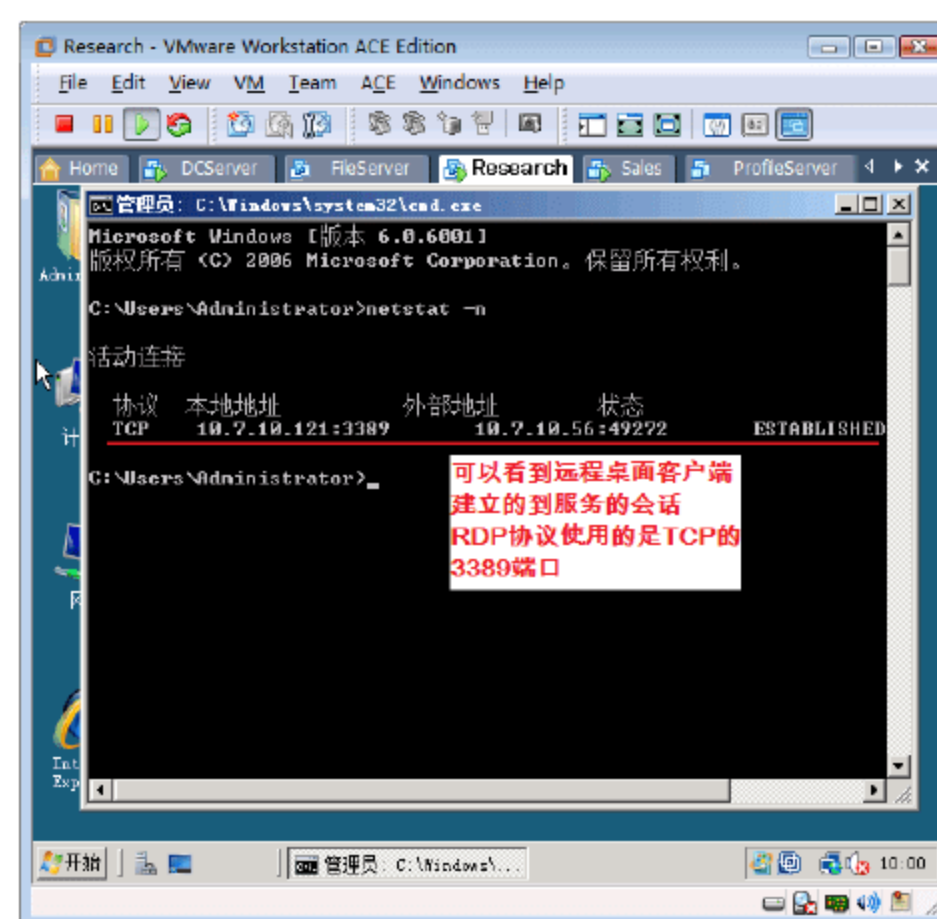 Research - VMware Workstation ACE Edition
File Edit View VM Team ACE Windows Help
Home DCServer FileServer Research Sales ProfileServer
管理员: C:\Windows\system32\cmd.exe
Microsoft Windows [版本 6.0.6001]
版权所有 (C) 2006 Microsoft Corporation。保留所有权利。
C:\Users\Administrator>netstat -n
活动连接
协议 本地地址 外部地址 状态
TCP 10.7.10.121:3389 10.7.10.56:49272 ESTABLISHED
C:\Users\Administrator>_
可以看到远程桌面客户端
建立的到服务的会话
RDP协议使用的是TCP的
3389端口
Admin
计
Int
Exp
开始 管理员: C:\Windows\... 10:00